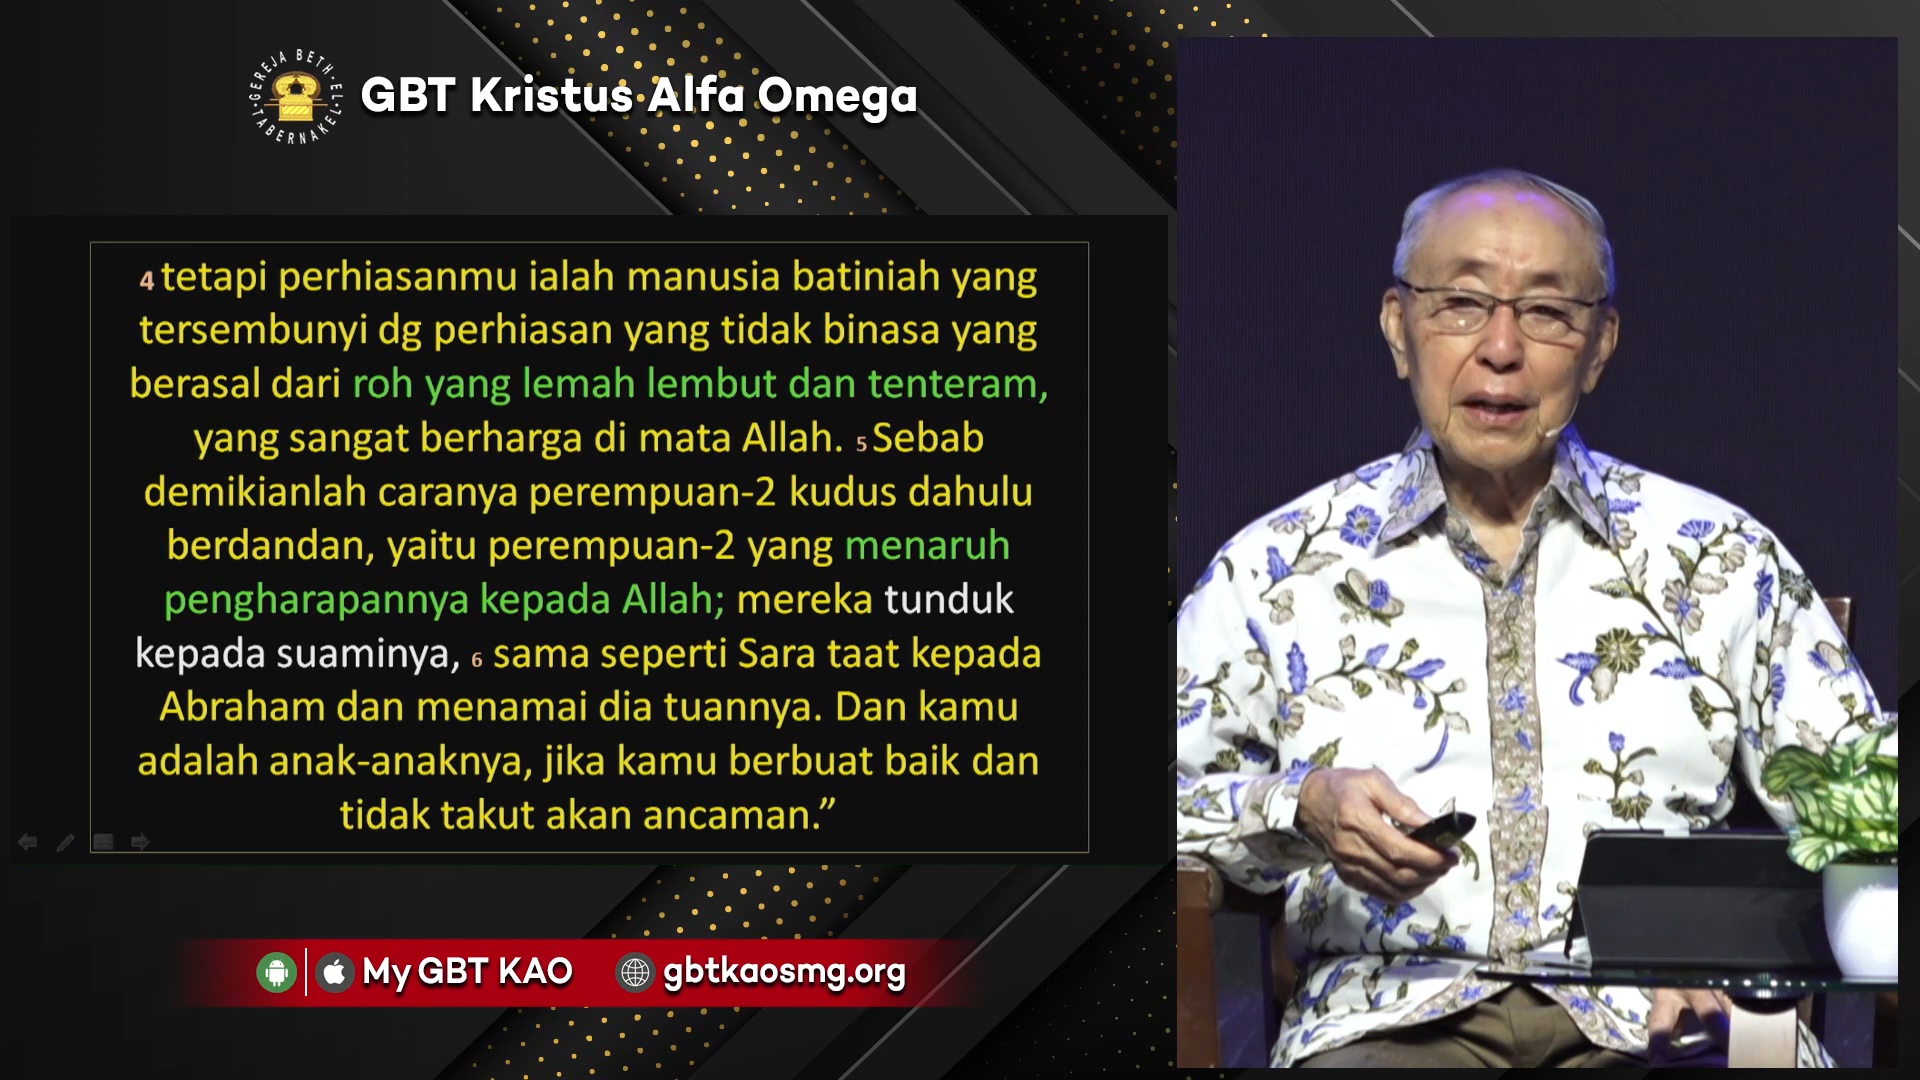 GEREJA BETH-EL TABERNAKEL
GBT Kristus Alfa Omega
4 tetapi perhiasanmu ialah manusia batiniah yang
tersembunyi dg perhiasan yang tidak binasa yang
berasal dari roh yang lemah lembut dan tenteram,
yang sangat berharga di mata Allah. 5 Sebab
demikianlah caranya perempuan-2 kudus dahulu
berdandan, yaitu perempuan-2 yang menaruh
pengharapannya kepada Allah; mereka tunduk
kepada suaminya, 6 sama seperti Sara taat kepada
Abraham dan menamai dia tuannya. Dan kamu
adalah anak-anaknya, jika kamu berbuat baik dan
tidak takut akan ancaman.”
My GBT KAO
gbtkaosmg.org